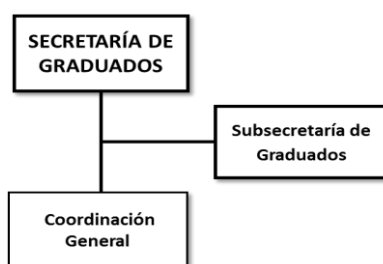 SECRETARÍA DE
GRADUADOS
Subsecretaría de
Graduados
Coordinación
General